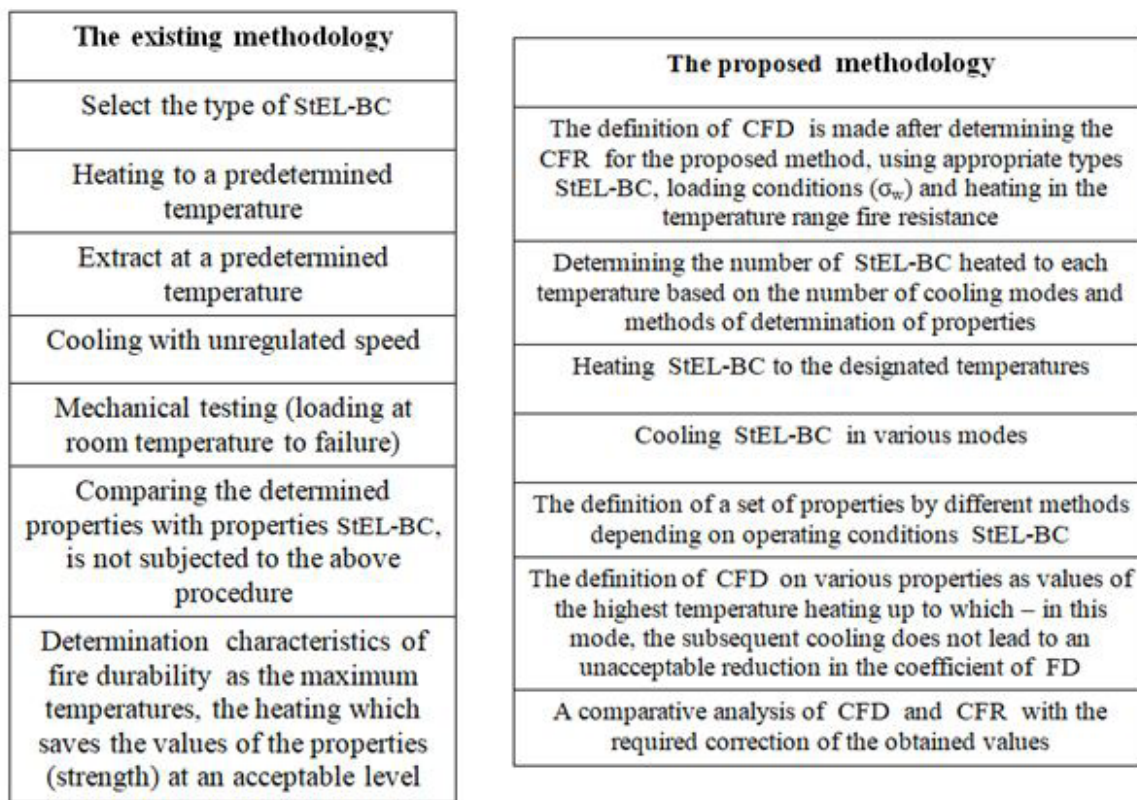 The existing methodology
Select the type of StEL-BC
Heating to a predetermined
temperature
Extract at a predetermined
temperature
Cooling with unregulated speed
Mechanical testing (loading at
room temperature to failure)
Comparing the determined
properties with properties StEL-BC,
is not subjected to the above
procedure
Determination characteristics of
fire durability as the maximum
temperatures, the heating which
saves the values of the properties
(strength) at an acceptable level
The proposed methodology
The definition of CFD is made after determining the
CFR for the proposed method, using appropriate types
StEL-BC, loading conditions (σw) and heating in the
temperature range fire resistance
Determining the number of StEL-BC heated to each
temperature based on the number of cooling modes and
methods of determination of properties
Heating StEL-BC to the designated temperatures
Cooling StEL-BC in various modes
The definition of a set of properties by different methods
depending on operating conditions StEL-BC
The definition of CFD on various properties as values of
the highest temperature heating up to which – in this
mode, the subsequent cooling does not lead to an
unacceptable reduction in the coefficient of FD
A comparative analysis of CFD and CFR with the
required correction of the obtained values